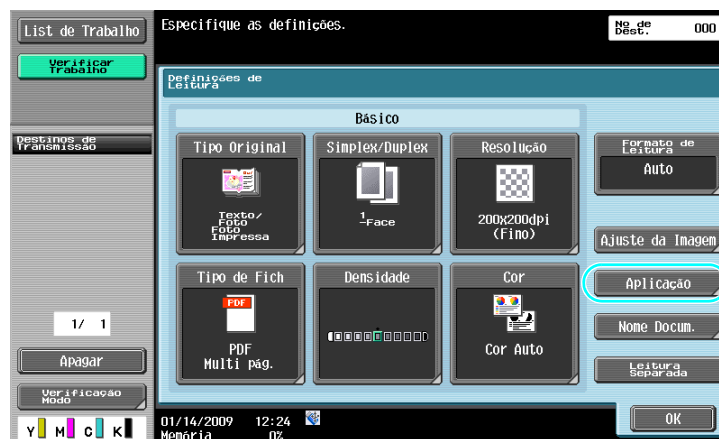 List de Trabalho
Especifique as definições.
Nº de
Dest.
000
Verificar
Trabalho
Definições de
Leitura
Básico
Destinos de
Transmissão
Tipo Original
Simplex/Duplex
Resolução
Formato de
Leitura
Auto
Texto/
Foto
Foto
Impressa
1-Face
200x200dpi
(Fino)
Ajuste da Imagem
Tipo de Fich
Densidade
Cor
Aplicação
PDF
PDF
Multi pág.
Cor Auto
Nome Docum.
1/ 1
Apagar
Leitura
Separada
Verificação
Modo
OK
01/14/2009 12:24
Memória 0%
Y M C K